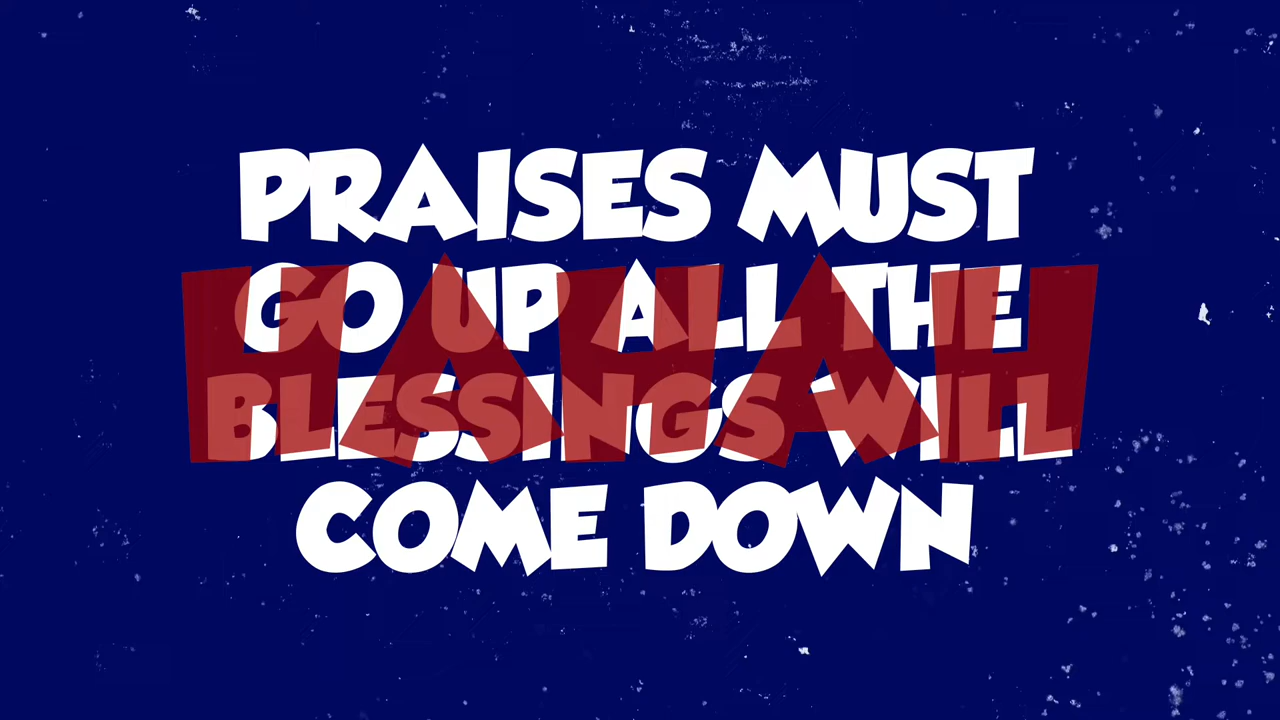 PRAISES MUST
GO UP ALL THE
BLESSINGS WILL
COME DOWN
HAHAH